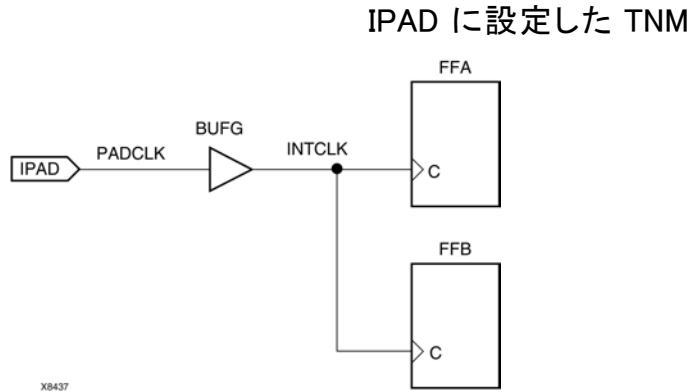 IPAD に設定した TNM
FFA
BUFG
PADCLK
INTCLK
IPAD
C
FFB
C
X8437